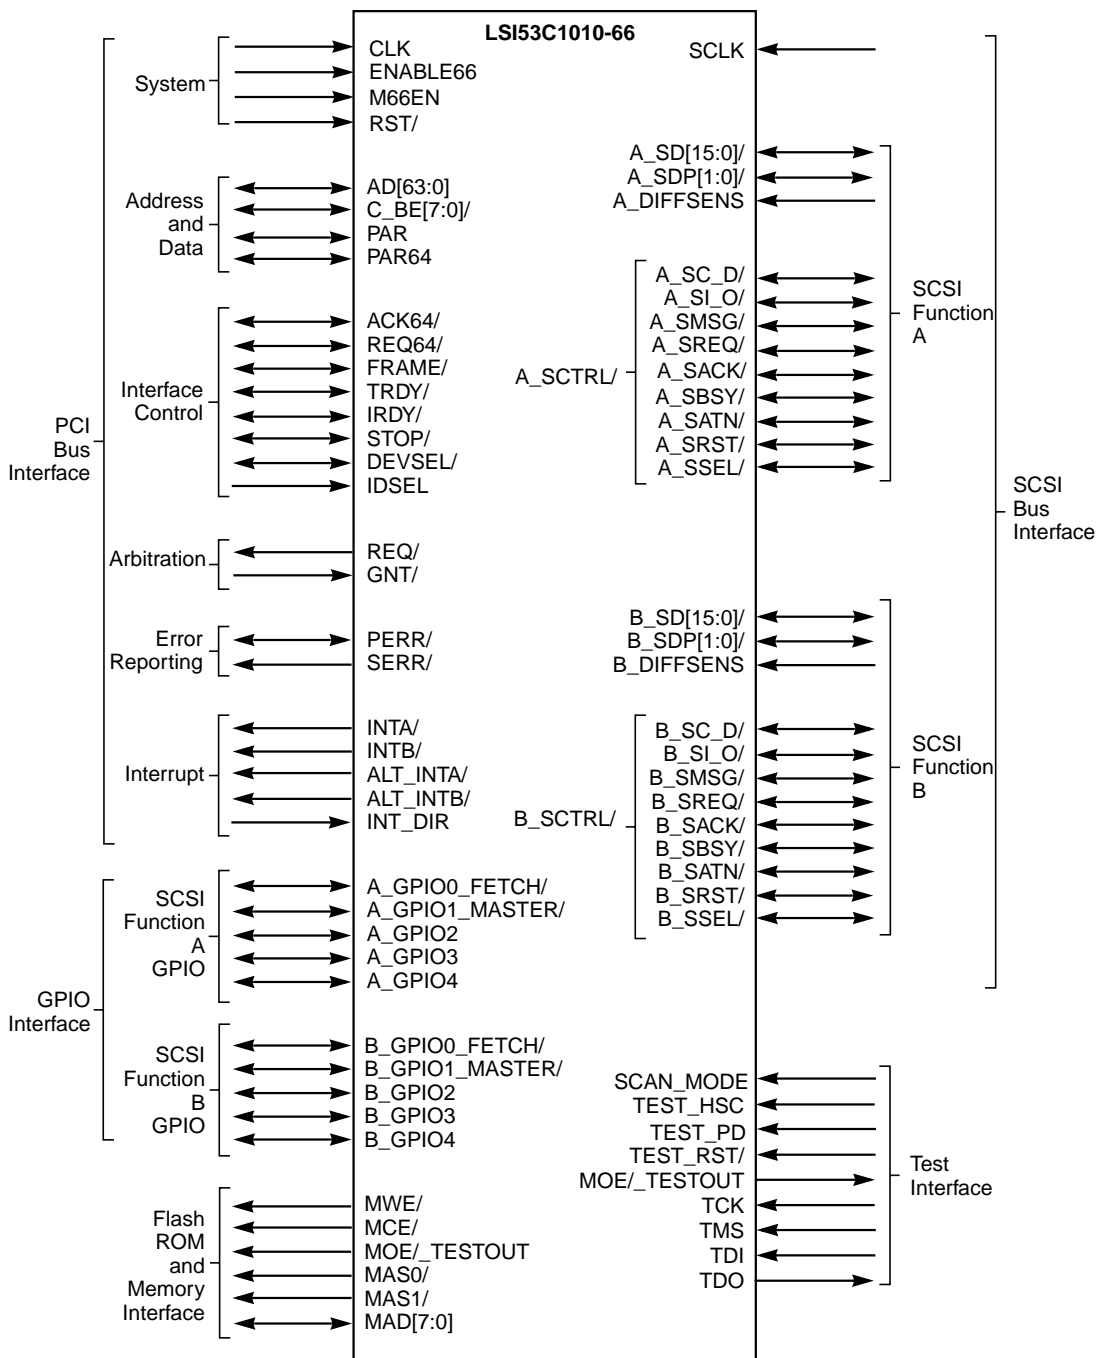 LSI53C1010-66
PCI
Bus
Interface
System
CLK
ENABLE66
M66EN
RST/
Address
and
Data
AD[63:0]
C_BE[7:0]/
PAR
PAR64
Interface
Control
ACK64/
REQ64/
FRAME/
TRDY/
IRDY/
STOP/
DEVSEL/
IDSEL
Arbitration
REQ/
GNT/
Error
Reporting
PERR/
SERR/
Interrupt
INTA/
INTB/
ALT_INTA/
ALT_INTB/
INT_DIR
GPIO
Interface
SCSI
Function
A
GPIO
A_GPIO0_FETCH/
A_GPIO1_MASTER/
A_GPIO2
A_GPIO3
A_GPIO4
SCSI
Function
B
GPIO
B_GPIO0_FETCH/
B_GPIO1_MASTER/
B_GPIO2
B_GPIO3
B_GPIO4
Flash
ROM
and
Memory
Interface
MWE/
MCE/
MOE/_TESTOUT
MAS0/
MAS1/
MAD[7:0]
SCLK
A_SD[15:0]/
A_SDP[1:0]/
A_DIFFSENS
A_SCTRL/
A_SC_D/
A_SI_O/
A_SMSG/
A_SREQ/
A_SACK/
A_SBSY/
A_SATN/
A_SRST/
A_SSEL/
SCSI
Function
A
SCSI
Bus
Interface
B_SD[15:0]/
B_SDP[1:0]/
B_DIFFSENS
B_SCTRL/
B_SC_D/
B_SI_O/
B_SMSG/
B_SREQ/
B_SACK/
B_SBSY/
B_SATN/
B_SRST/
B_SSEL/
SCSI
Function
B
SCAN_MODE
TEST_HSC
TEST_PD
TEST_RST/
MOE/_TESTOUT
TCK
TMS
TDI
TDO
Test
Interface